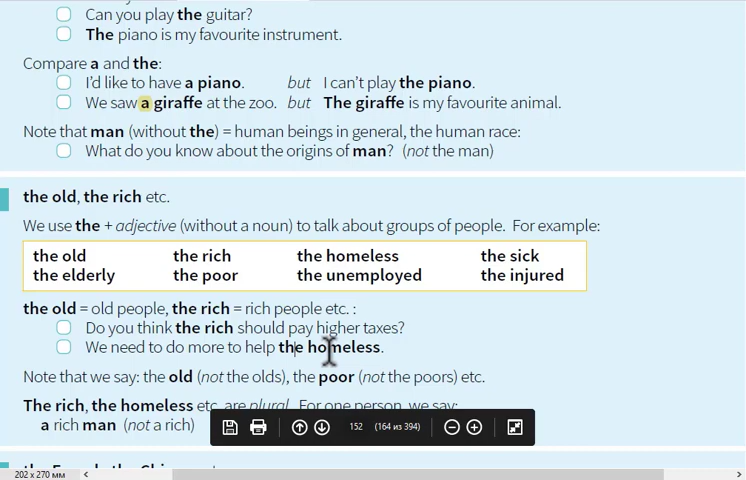 Can you play the guitar?
The piano is my favourite instrument.
Compare a and the:
I'd like to have a piano. but I can't play the piano.
We saw a giraffe at the zoo. but The giraffe is my favourite animal.
Note that man (without the) = human beings in general, the human race:
What do you know about the origins of man? (not the man)
the old, the rich etc.
We use the + adjective (without a noun) to talk about groups of people. For example:
the old the rich the homeless the sick
the elderly the poor the unemployed the injured
the old = old people, the rich = rich people etc. :
Do you think the rich should pay higher taxes?
We need to do more to help the homeless.
Note that we say: the old (not the olds), the poor (not the poors) etc.
The rich, the homeless etc. are plural. For one person, we say:
a rich man (not a rich)
152 (164 из 394)
202 x 270 мм